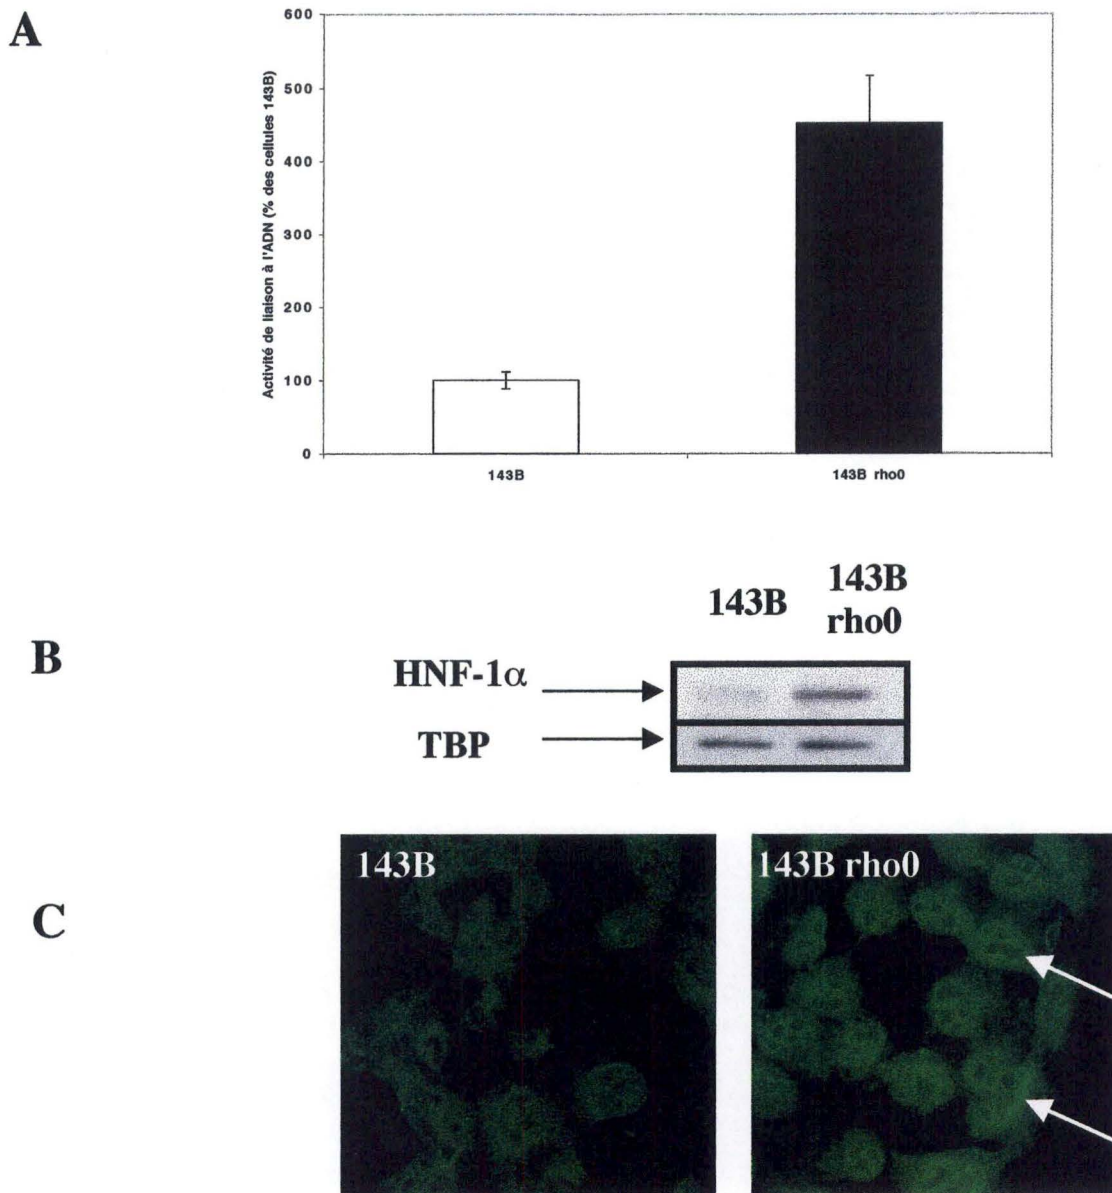 A
Activité de liaison à l'ADN (% des cellules 143B)
600
500
400
300
200
100
0
143B
143B rho0
B
143B
143B
rho0
HNF-1α
TBP
C
143B
143B rho0